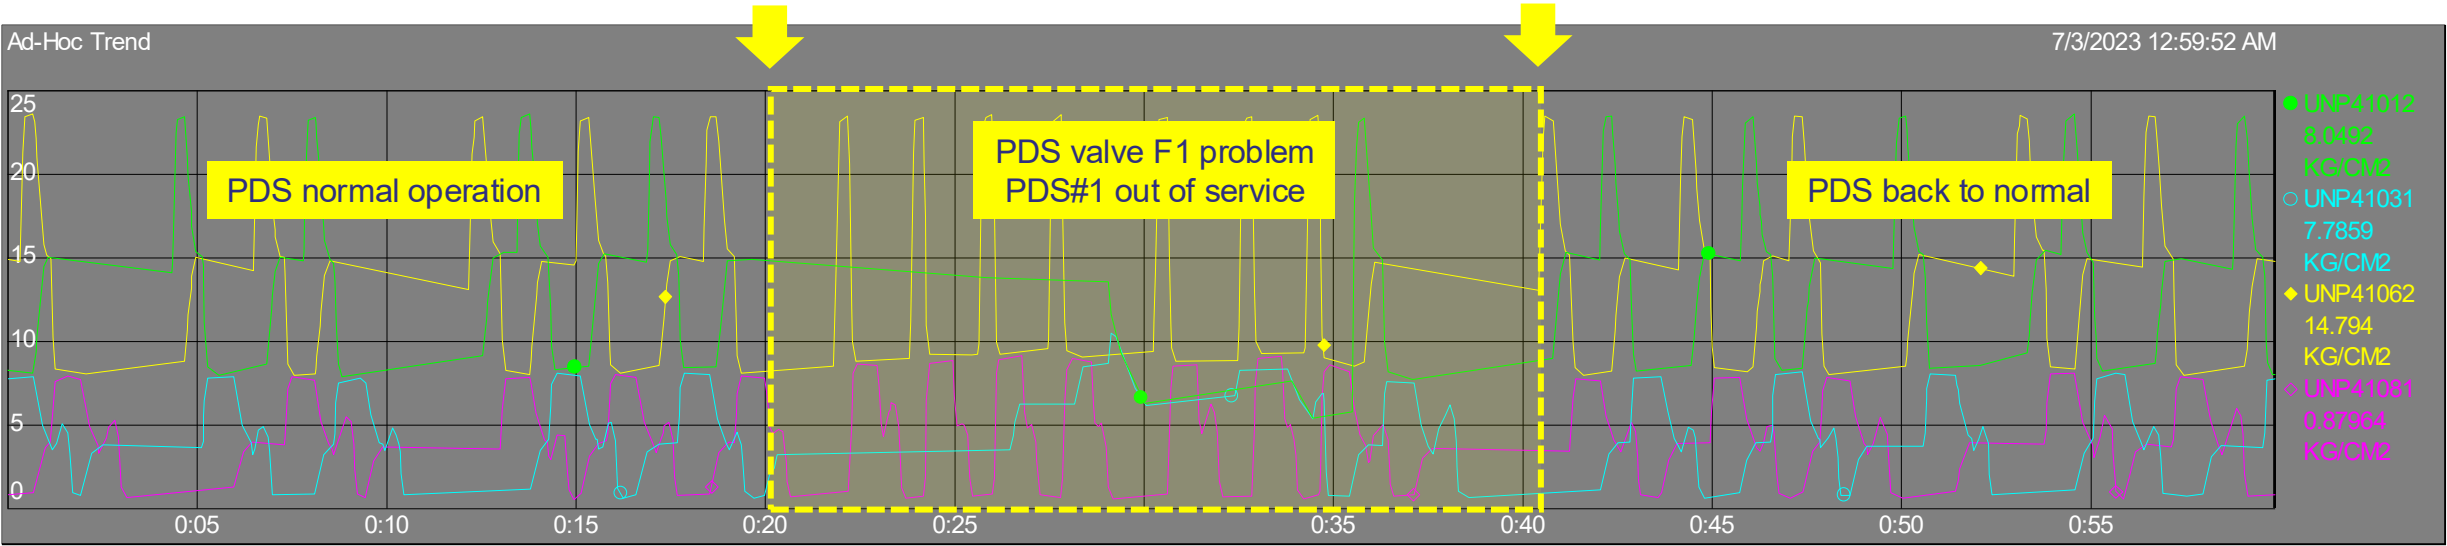 Ad-Hoc Trend
7/3/2023 12:59:52 AM
25
20
15
10
5
0
PDS normal operation
PDS valve F1 problem
PDS#1 out of service
PDS back to normal
UNP41012
8.0492
KG/CM2
UNP41031
7.7859
KG/CM2
UNP41062
14.794
KG/CM2
UNP41081
0.87964
KG/CM2
0:05
0:10
0:15
0:20
0:25
0:35
0:40
0:45
0:50
0:55